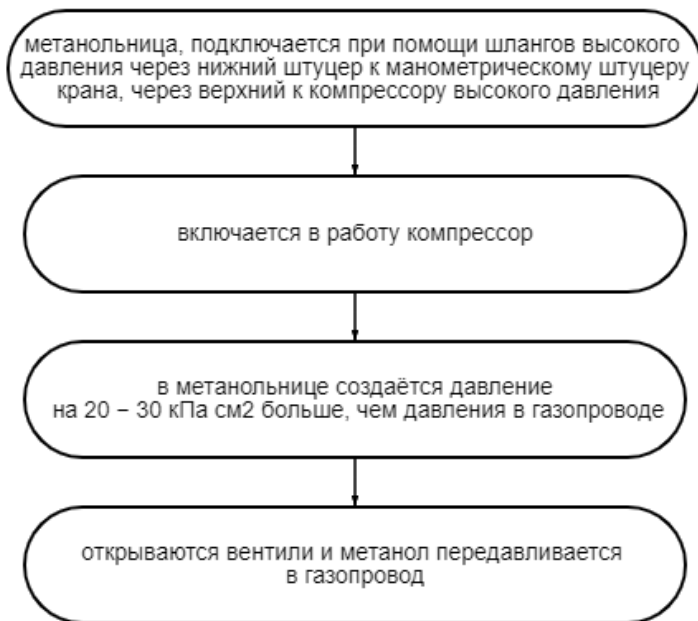 метанольница, подключается при помощи шлангов высокого
давления через нижний штуцер к манометрическому штуцеру
крана, через верхний к компрессору высокого давления
включается в работу компрессор
в метанольнице создаётся давление
на 20 – 30 кПа см2 больше, чем давления в газопроводе
открываются вентили и метанол передавливается
в газопровод